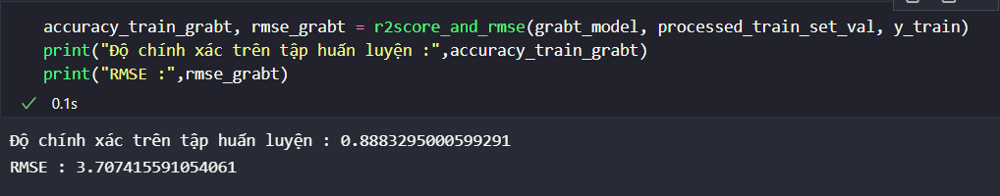 accuracy_train_grabt, rmse_grabt = r2score_and_rmse(grabt_model, processed_train_set_val, y_train)
print("Độ chính xác trên tập huấn luyện :",accuracy_train_grabt)
print("RMSE :",rmse_grabt)
0.1s
Độ chính xác trên tập huấn luyện : 0.8883295000599291
RMSE : 3.707415591054061